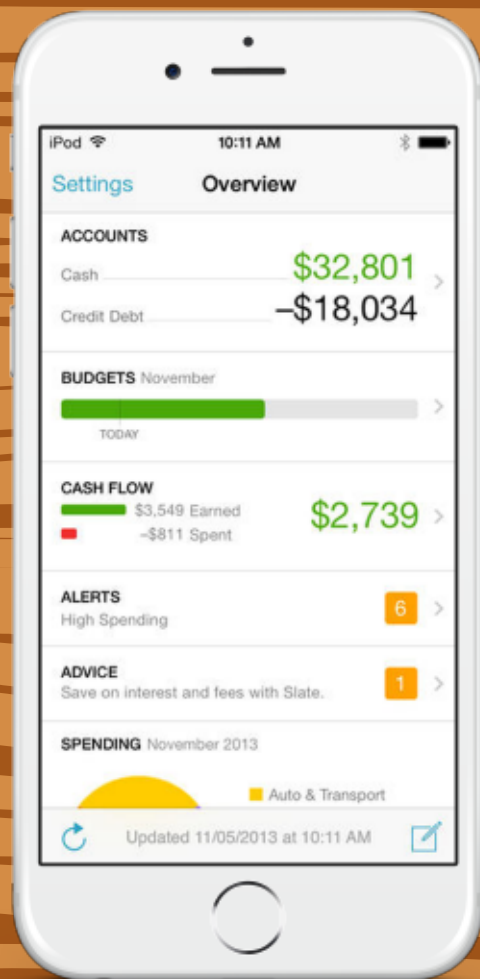 iPod 10:11 AM
Settings Overview
ACCOUNTS
Cash $32,801
Credit Debt –$18,034
BUDGETS November
TODAY
CASH FLOW
$3,549 Earned
–$811 Spent
$2,739
ALERTS
High Spending
6
ADVICE
Save on interest and fees with Slate.
1
SPENDING November 2013
Auto & Transport
Updated 11/05/2013 at 10:11 AM